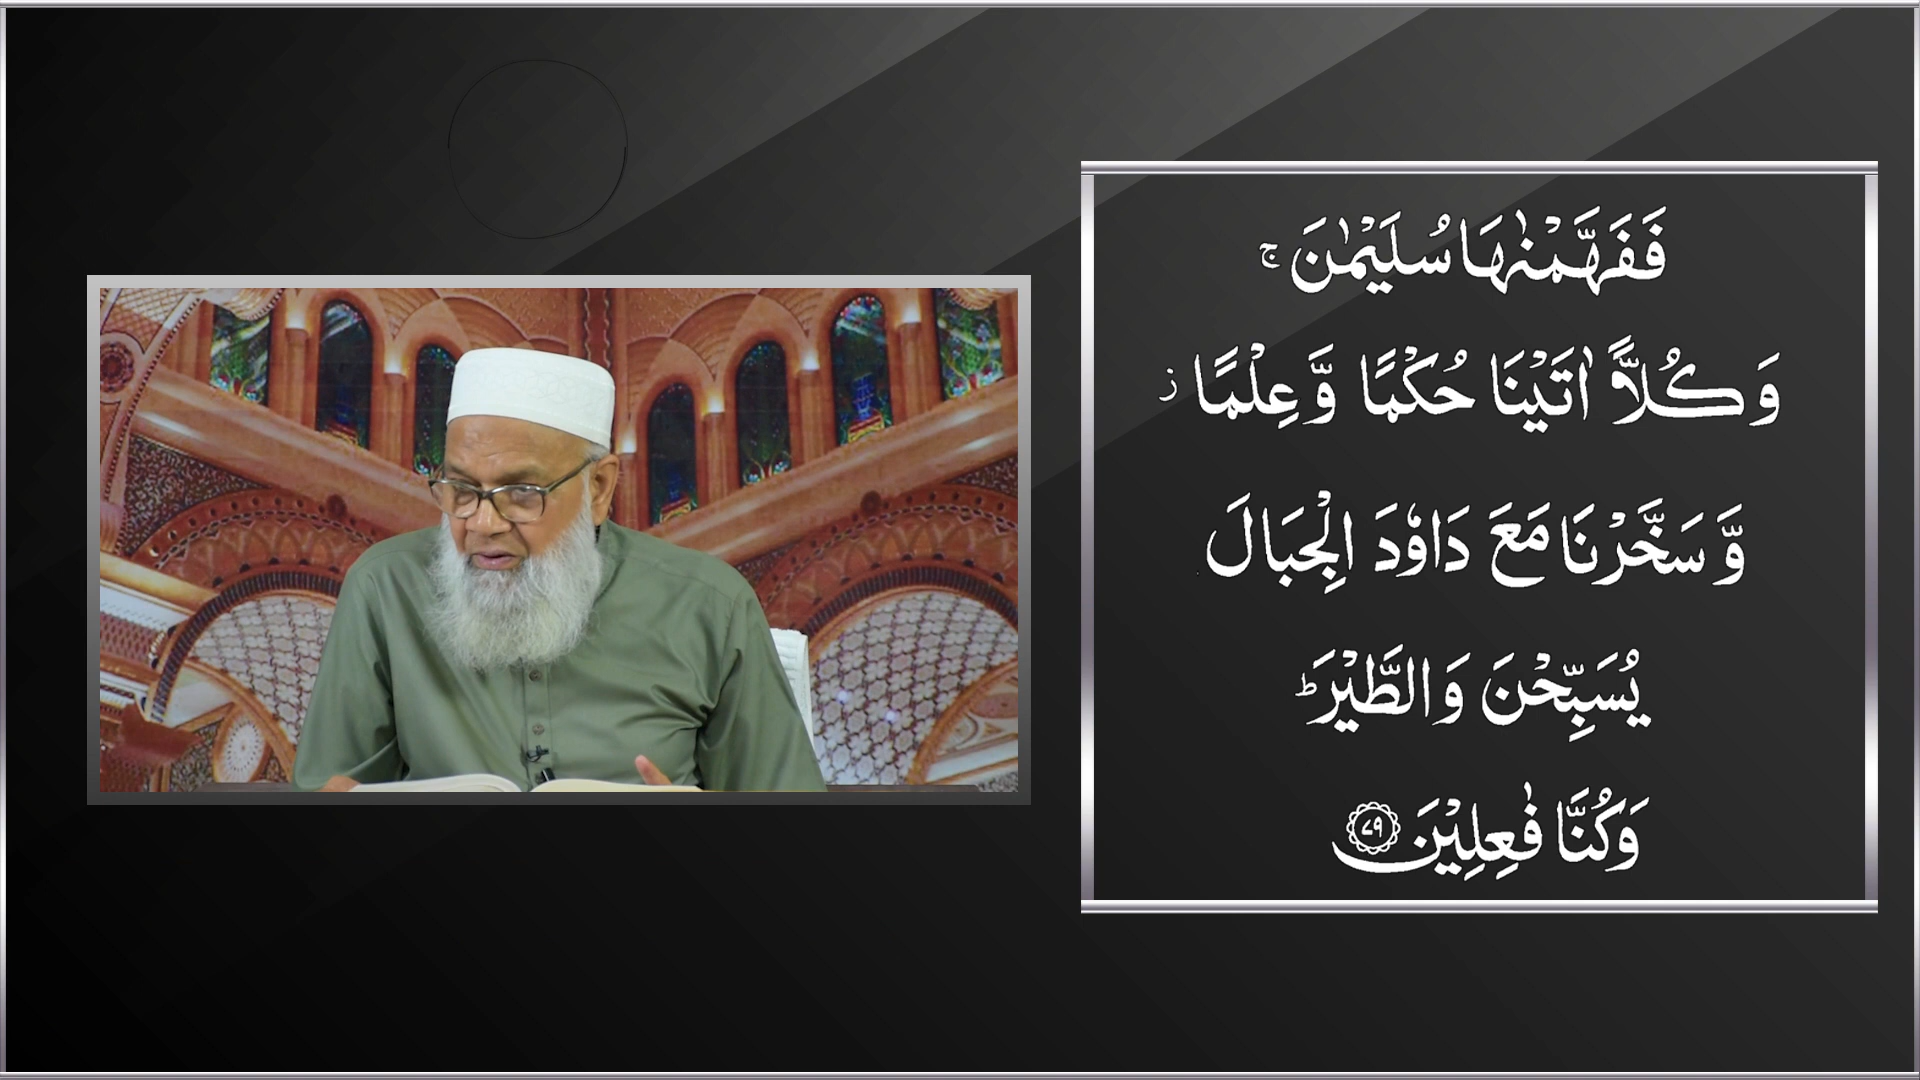 فَفَهَّمْنٰهَا سُلَيْمٰنَ ۚ
وَ كُلًّا اٰتَيْنَا حُكْمًا وَّ عِلْمًا ز
وَّ سَخَّرْنَا مَعَ دَاوٗدَ الْجِبَالَ
يُسَبِّحْنَ وَ الطَّيْرَ ؕ
وَ كُنَّا فٰعِلِيْنَ ﴿۷۹﴾